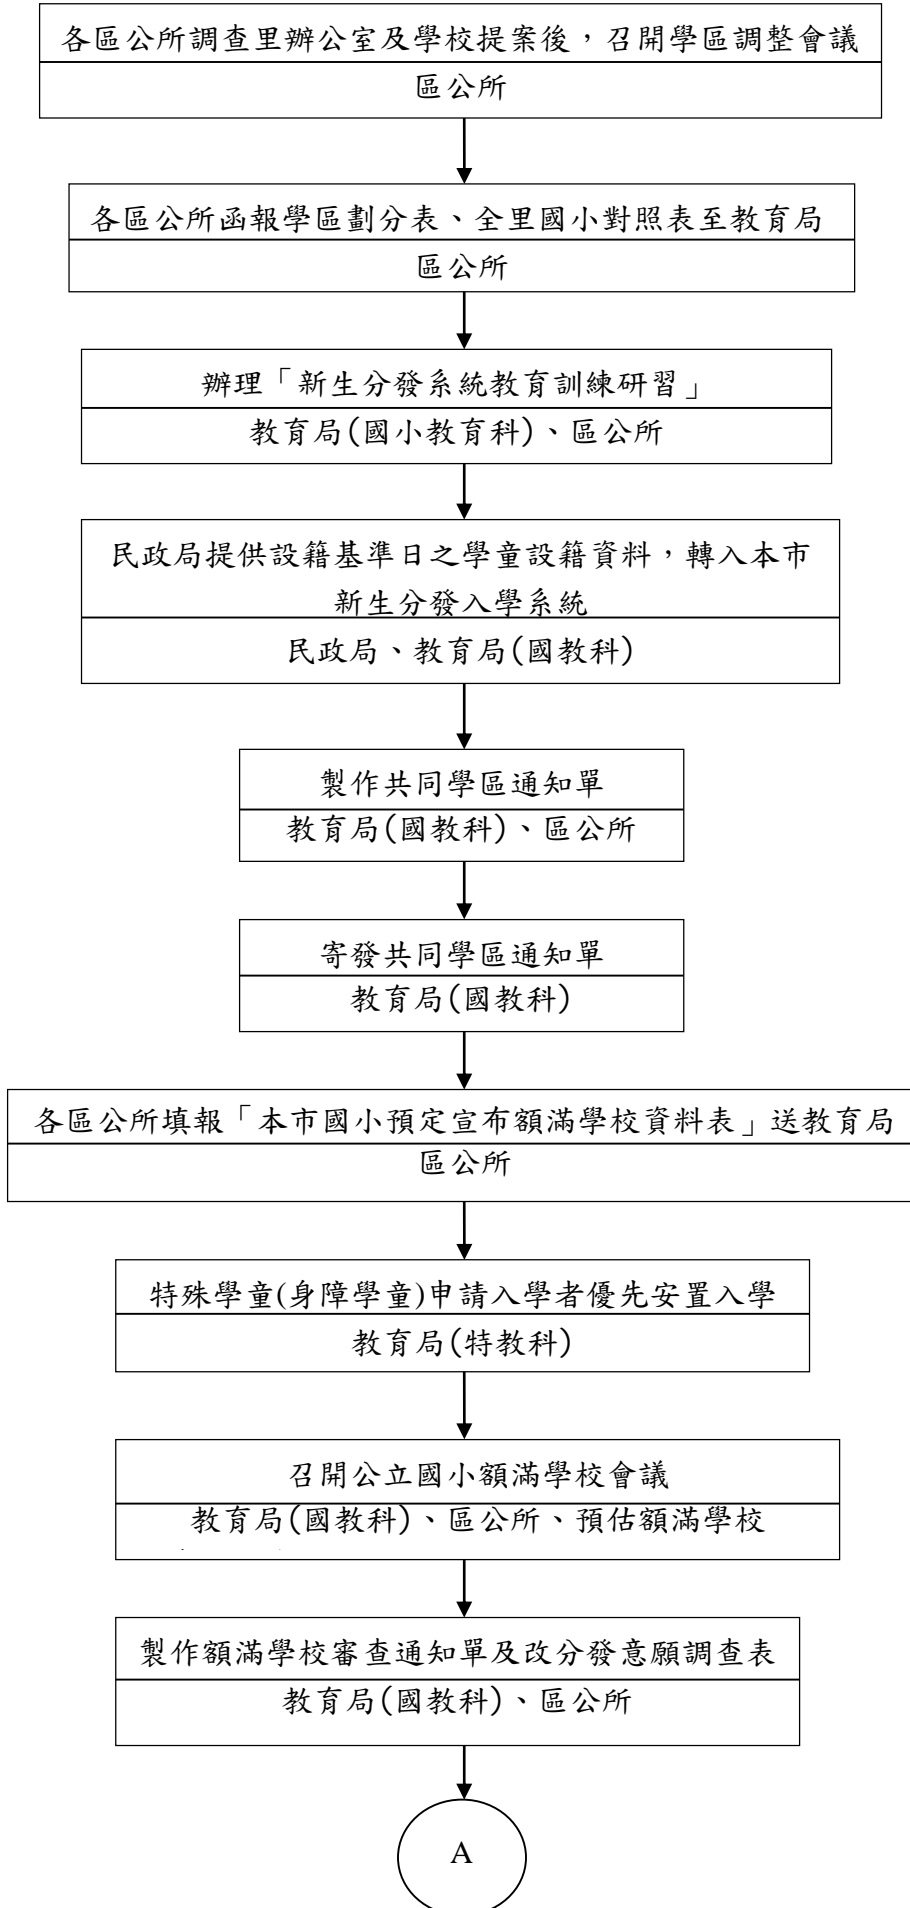 各區公所調查里辦公室及學校提案後，召開學區調整會議
區公所
各區公所函報學區劃分表、全里國小對照表至教育局
區公所
辦理「新生分發系統教育訓練研習」
教育局(國小教育科)、區公所
民政局提供設籍基準日之學童設籍資料，轉入本市
新生分發入學系統
民政局、教育局(國教科)
製作共同學區通知單
教育局(國教科)、區公所
寄發共同學區通知單
教育局(國教科)
各區公所填報「本市國小預定宣布額滿學校資料表」送教育局
區公所
特殊學童(身障學童)申請入學者優先安置入學
教育局(特教科)
召開公立國小額滿學校會議
教育局(國教科)、區公所、預估額滿學校
製作額滿學校審查通知單及改分發意願調查表
教育局(國教科)、區公所
A